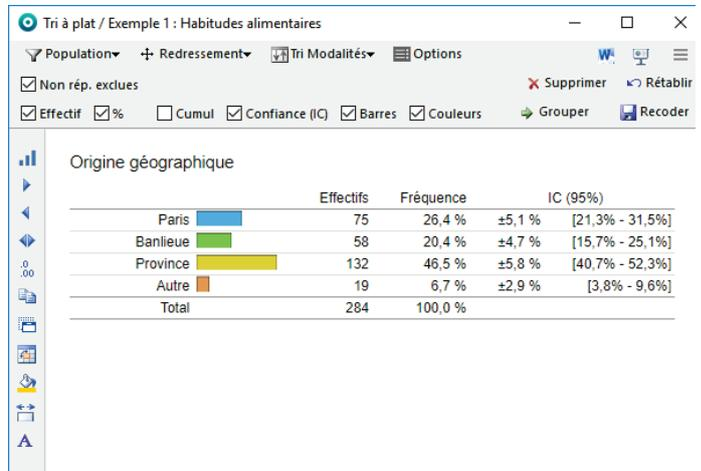 Tri à plat / Exemple 1 : Habitudes alimentaires
Population Redressement Tri Modalités Options
Non rép. exclues Supprimer Rétablir
Effectif % Cumul Confiance (IC) Barres Couleurs Grouper Recoder
Origine géographique
Effectifs Fréquence IC (95%)
Paris 75 26,4 % ±5,1 % [21,3% - 31,5%]
Banlieue 58 20,4 % ±4,7 % [15,7% - 25,1%]
Province 132 46,5 % ±5,8 % [40,7% - 52,3%]
Autre 19 6,7 % ±2,9 % [3,8% - 9,6%]
Total 284 100,0 %
.0
.00
A